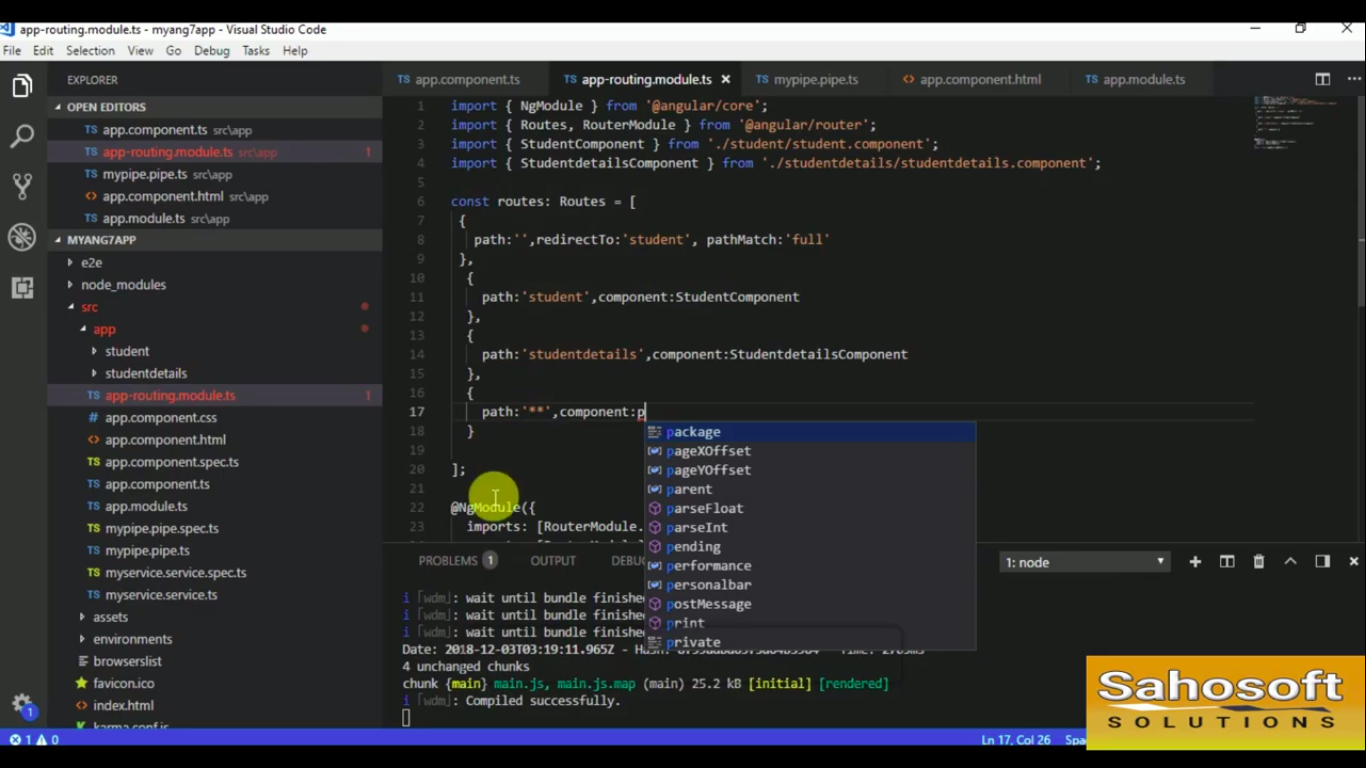 app-routing.module.ts - myang7app - Visual Studio Code
File Edit Selection View Go Debug Tasks Help
EXPLORER
OPEN EDITORS
TS app.component.ts src\app
TS app-routing.module.ts src\app 1
mypipe.pipe.ts src\app
<> app.component.html src\app
TS app.module.ts src\app
MYANG7APP
e2e
node_modules
src
app
student
studentdetails
TS app-routing.module.ts 1
# app.component.css
<> app.component.html
TS app.component.spec.ts
TS app.component.ts
TS app.module.ts
TS mypipe.pipe.spec.ts
TS mypipe.pipe.ts
TS myservice.service.spec.ts
TS myservice.service.ts
assets
environments
browserslist
favicon.ico
<> index.html
karma.conf.js
TS app.component.ts TS app-routing.module.ts × TS mypipe.pipe.ts <> app.component.html TS app.module.ts
1 import { NgModule } from '@angular/core';
2 import { Routes, RouterModule } from '@angular/router';
3 import { StudentComponent } from './student/student.component';
4 import { StudentdetailsComponent } from './studentdetails/studentdetails.component';
5
6 const routes: Routes = [
7 {
8 path:'',redirectTo:'student', pathMatch:'full'
9 },
10 {
11 path:'student',component:StudentComponent
12 },
13 {
14 path:'studentdetails',component:StudentdetailsComponent
15 },
16 {
17 path:'**',component:p
18 }
19
20 ];
21
22 @NgModule({
23 imports: [RouterModule.
package
pageXOffset
pageYOffset
parent
parseFloat
parseInt
pending
performance
personalbar
postMessage
print
private
PROBLEMS 1 OUTPUT DEBU 1: node
i ｢wdm｣: wait until bundle finishe
i ｢wdm｣: wait until bundle finishe
i ｢wdm｣: wait until bundle finishe
Date: 2018-12-03T03:19:11.965Z - Hash:
4 unchanged chunks
chunk {main} main.js, main.js.map (main) 25.2 kB [initial] [rendered]
i ｢wdm｣: Compiled successfully.
1
1 0
Ln 17, Col 26 Spa
Sahosoft
SOLUTIONS